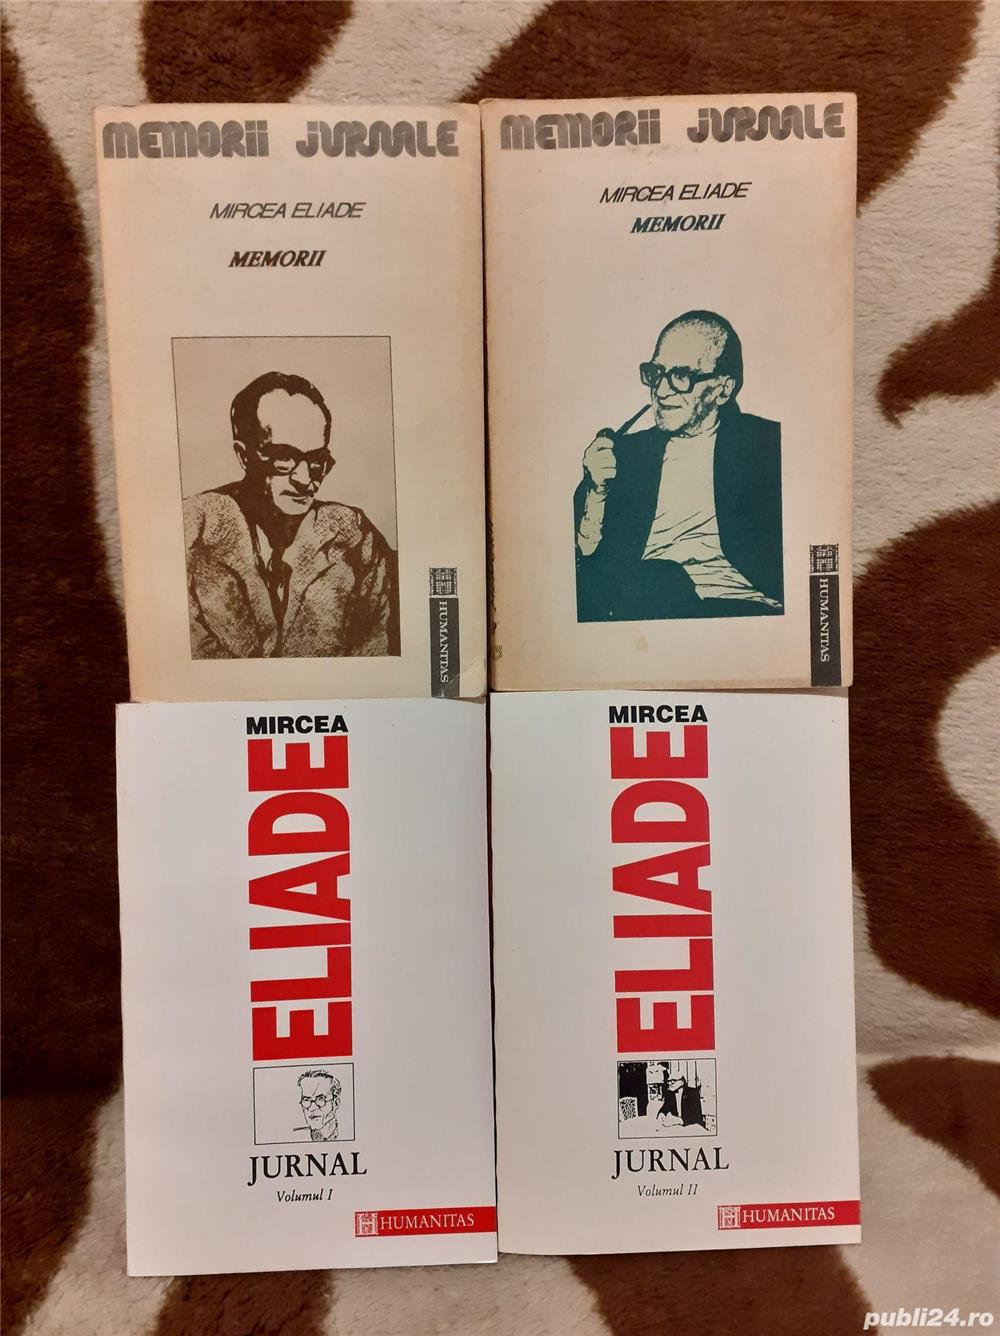 MEMORII JURNALE
MIRCEA ELIADE
MEMORII
HUMANITAS
MEMORII JURNALE
MIRCEA ELIADE
MEMORII
HUMANITAS
MIRCEA
ELIADE
JURNAL
Volumul I
HUMANITAS
MIRCEA
ELIADE
JURNAL
Volumul II
HUMANITAS
publi24.ro